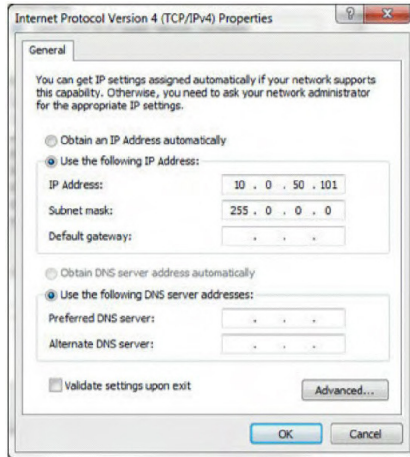 Internet Protocol Version 4 (TCP/IPv4) Properties
General
You can get IP settings assigned automatically if your network supports
this capability. Otherwise, you need to ask your network administrator
for the appropriate IP settings.
Obtain an IP Address automatically
Use the following IP Address:
IP Address: 10 . 0 . 50 . 101
Subnet mask: 255 . 0 . 0 . 0
Default gateway: . . .
Obtain DNS server address automatically
Use the following DNS server addresses:
Preferred DNS server: . . .
Alternate DNS server: . . .
Validate settings upon exit
Advanced...
OK Cancel